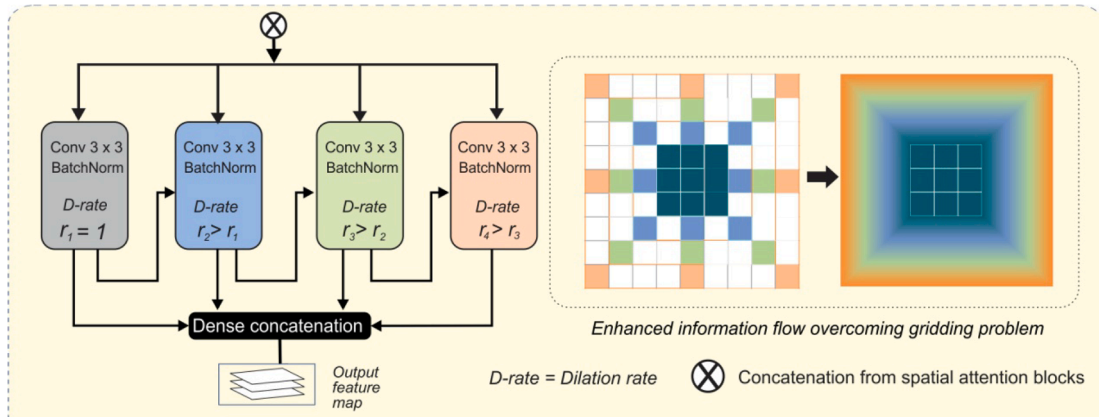 Conv 3 x 3
BatchNorm
D-rate
r₁ = 1
Conv 3 x 3
BatchNorm
D-rate
r₂> r₁
Conv 3 x 3
BatchNorm
D-rate
r₃> r₂
Conv 3 x 3
BatchNorm
D-rate
r₄> r₃
Dense concatenation
Output
feature
map
Enhanced information flow overcoming gridding problem
D-rate = Dilation rate
Concatenation from spatial attention blocks